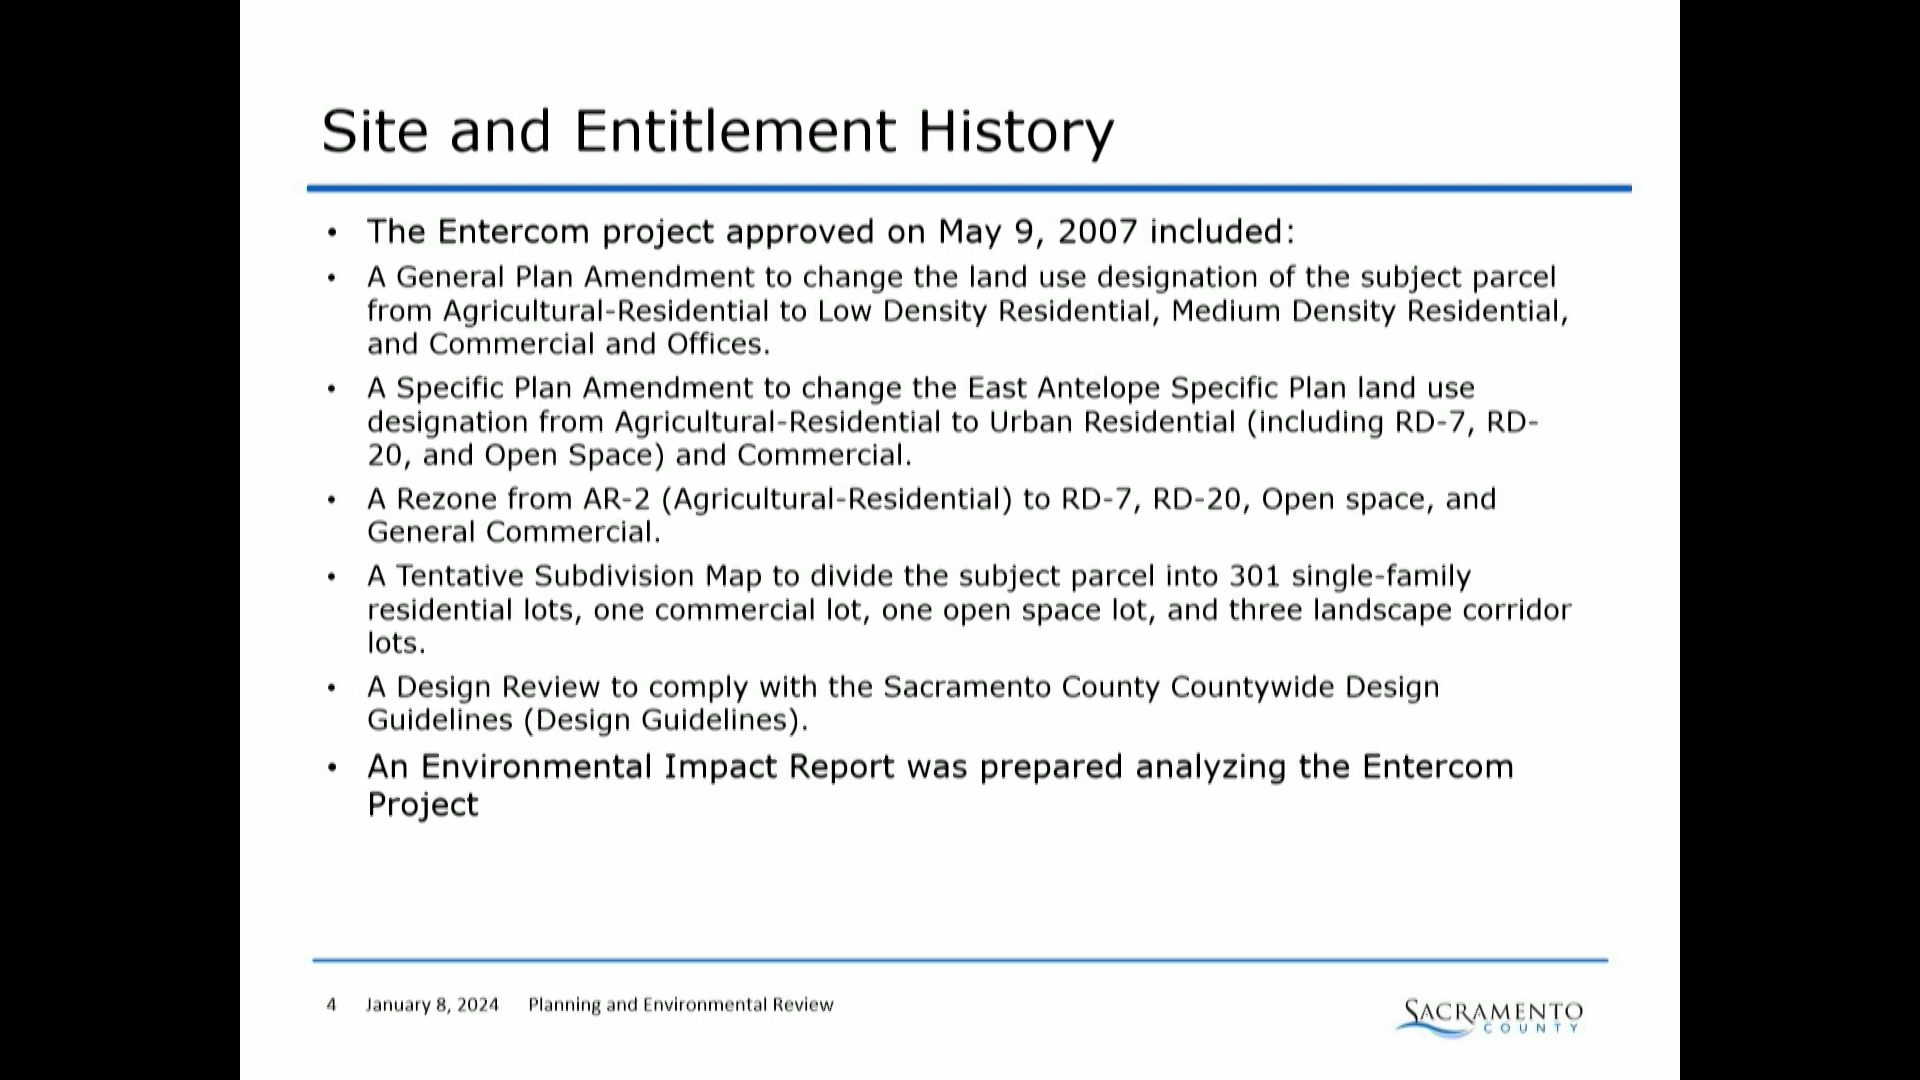 Site and Entitlement History
• The Entercom project approved on May 9, 2007 included:
• A General Plan Amendment to change the land use designation of the subject parcel
from Agricultural-Residential to Low Density Residential, Medium Density Residential,
and Commercial and Offices.
• A Specific Plan Amendment to change the East Antelope Specific Plan land use
designation from Agricultural-Residential to Urban Residential (including RD-7, RD-
20, and Open Space) and Commercial.
• A Rezone from AR-2 (Agricultural-Residential) to RD-7, RD-20, Open space, and
General Commercial.
• A Tentative Subdivision Map to divide the subject parcel into 301 single-family
residential lots, one commercial lot, one open space lot, and three landscape corridor
lots.
• A Design Review to comply with the Sacramento County Countywide Design
Guidelines (Design Guidelines).
• An Environmental Impact Report was prepared analyzing the Entercom
Project
4 January 8, 2024 Planning and Environmental Review
SACRAMENTO
COUNTY